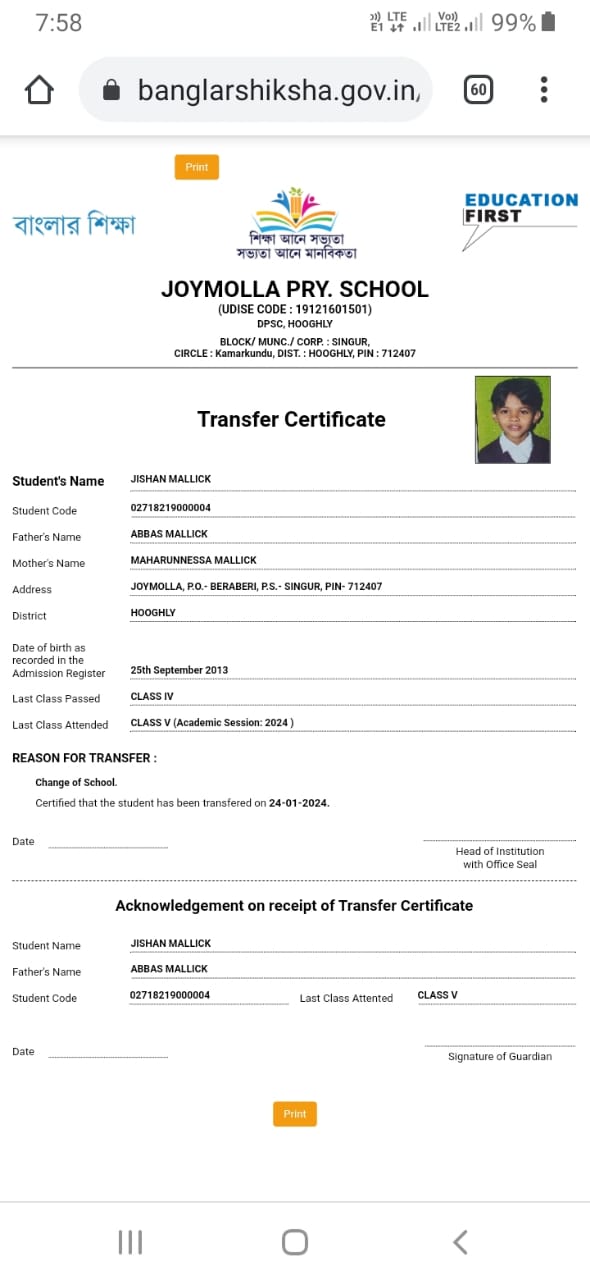 7:58
LTE
E1
Vo))
LTE2
99%
banglarshiksha.gov.in,
60
Print
বাংলার শিক্ষা
শিক্ষা আনে সভ্যতা
সভ্যতা আনে মানবিকতা
EDUCATION
FIRST
JOYMOLLA PRY. SCHOOL
(UDISE CODE : 19121601501)
DPSC, HOOGHLY
BLOCK/ MUNC./ CORP. : SINGUR,
CIRCLE : Kamarkundu, DIST. : HOOGHLY, PIN : 712407
Transfer Certificate
Student's Name JISHAN MALLICK
Student Code 02718219000004
Father's Name ABBAS MALLICK
Mother's Name MAHARUNNESSA MALLICK
Address JOYMOLLA, P.O.- BERABERI, P.S.- SINGUR, PIN- 712407
District HOOGHLY
Date of birth as
recorded in the
Admission Register 25th September 2013
Last Class Passed CLASS IV
Last Class Attended CLASS V (Academic Session: 2024 )
REASON FOR TRANSFER :
Change of School.
Certified that the student has been transfered on 24-01-2024.
Date
Head of Institution
with Office Seal
Acknowledgement on receipt of Transfer Certificate
Student Name JISHAN MALLICK
Father's Name ABBAS MALLICK
Student Code 02718219000004 Last Class Attented CLASS V
Date
Signature of Guardian
Print